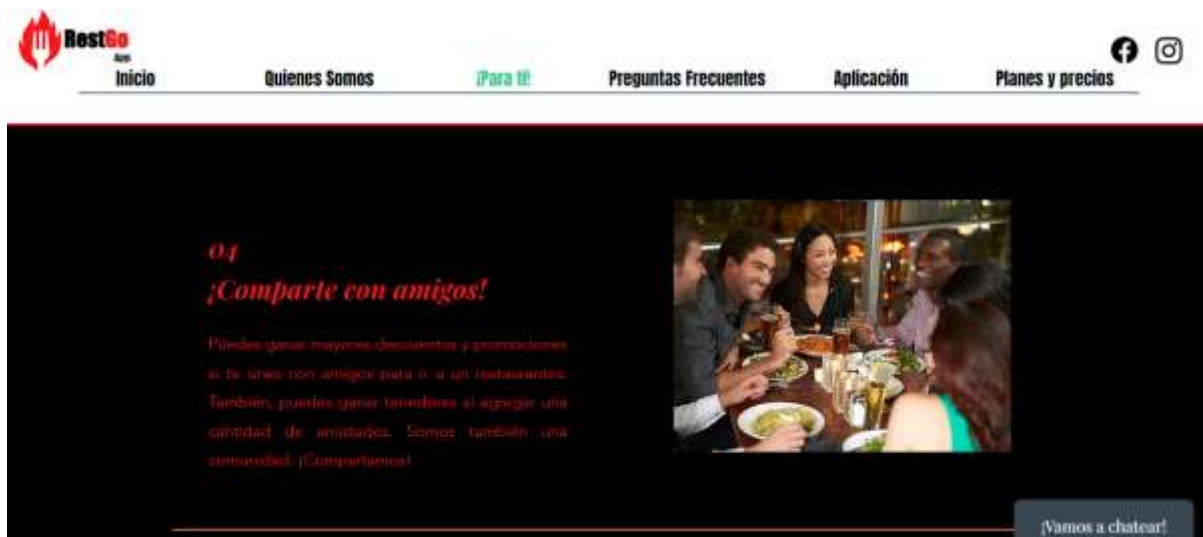 RestGo
App
Inicio Quienes Somos ¡Para ti! Preguntas Frecuentes Aplicación Planes y precios
04
¡Comparte con amigos!
Puedes ganar mayores descuentos y promociones
si te unes con amigos para ir a un restaurantes.
También, puedes ganar tenedores al agregar una
cantidad de amistades. Somos también una
comunidad. ¡Compartamos!
¡Vamos a chatear!